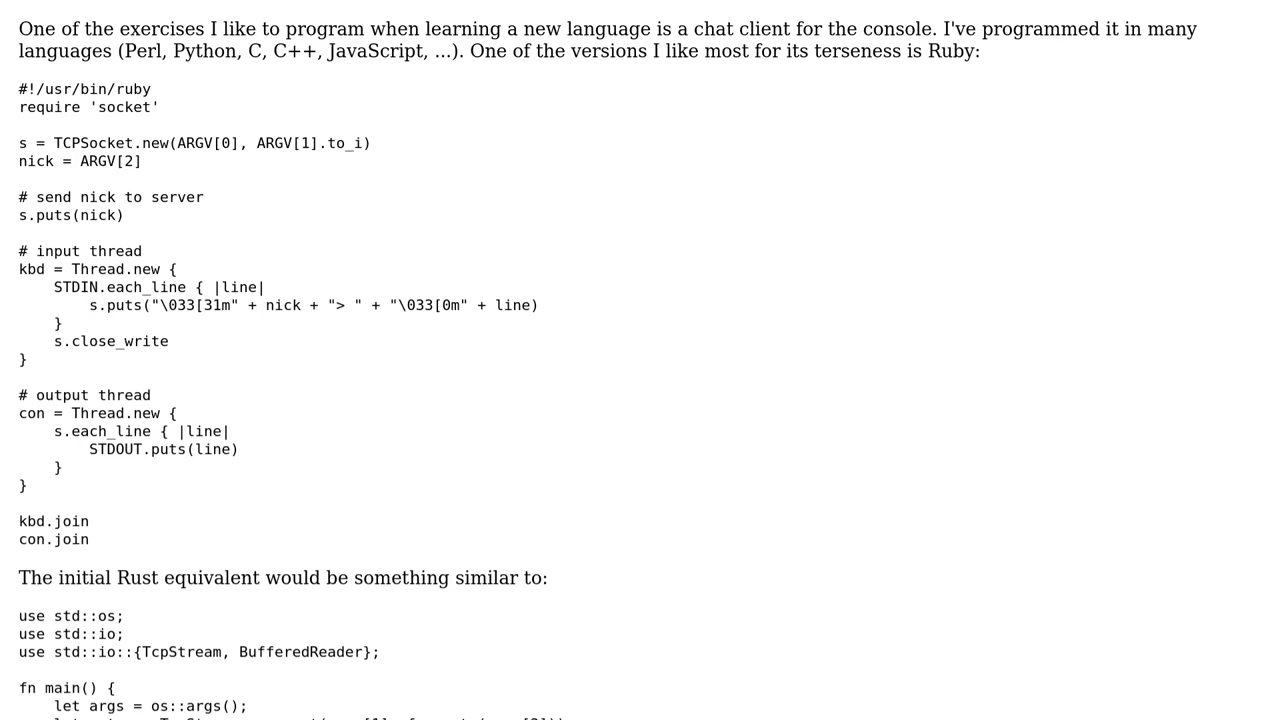 One of the exercises I like to program when learning a new language is a chat client for the console. I've programmed it in many
languages (Perl, Python, C, C++, JavaScript, ...). One of the versions I like most for its terseness is Ruby:
#!/usr/bin/ruby
require 'socket'
s = TCPSocket.new(ARGV[0], ARGV[1].to_i)
nick = ARGV[2]
# send nick to server
s.puts(nick)
# input thread
kbd = Thread.new {
    STDIN.each_line { |line|
        s.puts("\033[31m" + nick + "> " + "\033[0m" + line)
    }
    s.close_write
}
# output thread
con = Thread.new {
    s.each_line { |line|
        STDOUT.puts(line)
    }
}
kbd.join
con.join
The initial Rust equivalent would be something similar to:
use std::os;
use std::io;
use std::io::{TcpStream, BufferedReader};
fn main() {
    let args = os::args();